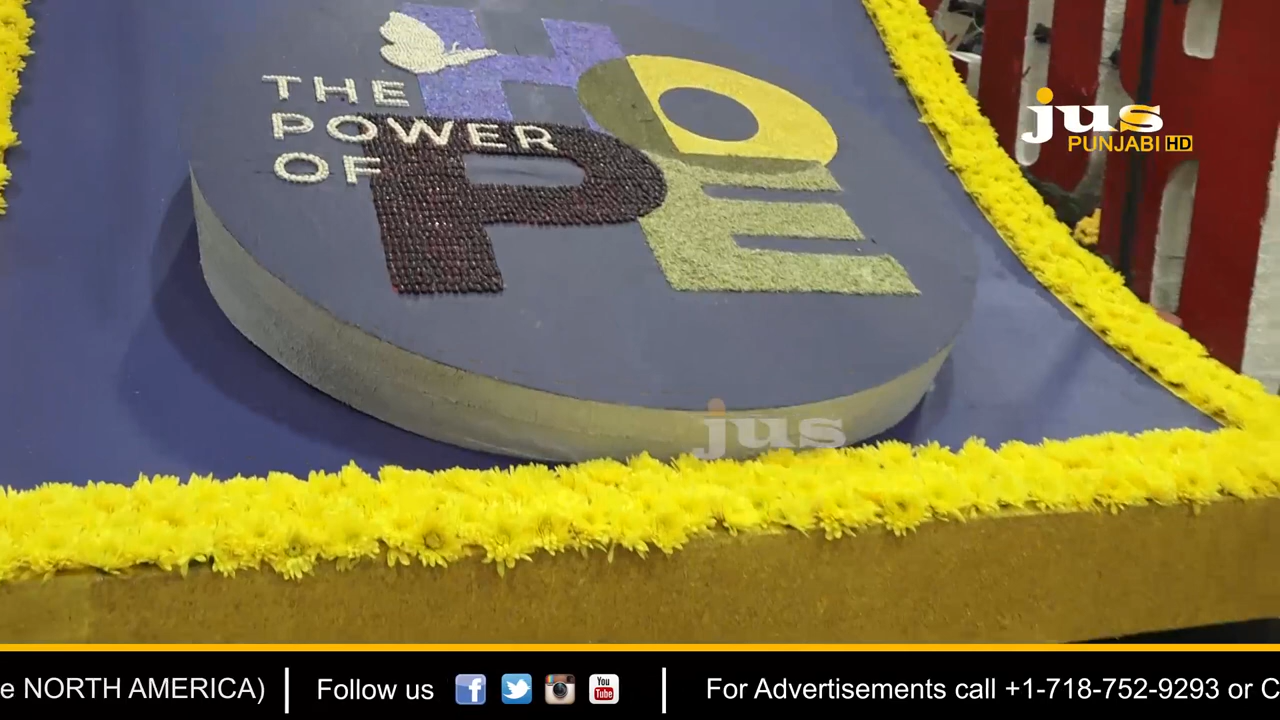 THE
POWER
OF
HOPE
jus
PUNJABI HD
jus
e NORTH AMERICA) | Follow us You Tube | For Advertisements call +1-718-752-9293 or C